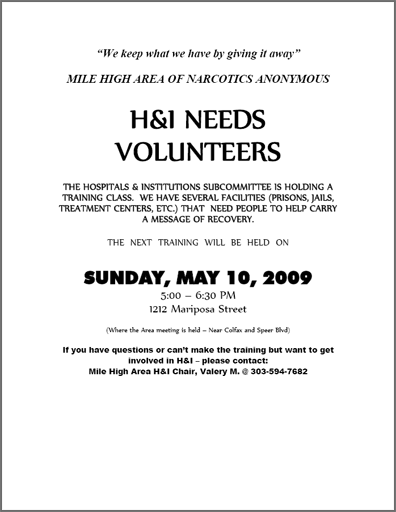 “We keep what we have by giving it away”
MILE HIGH AREA OF NARCOTICS ANONYMOUS
H&I NEEDS
VOLUNTEERS
THE HOSPITALS & INSTITUTIONS SUBCOMMITTEE IS HOLDING A
TRAINING CLASS. WE HAVE SEVERAL FACILITIES (PRISONS, JAILS,
TREATMENT CENTERS, ETC.) THAT NEED PEOPLE TO HELP CARRY
A MESSAGE OF RECOVERY.
THE NEXT TRAINING WILL BE HELD ON
SUNDAY, MAY 10, 2009
5:00 – 6:30 PM
1212 Mariposa Street
(Where the Area meeting is held – Near Colfax and Speer Blvd)
If you have questions or can’t make the training but want to get
involved in H&I – please contact:
Mile High Area H&I Chair, Valery M. @ 303-594-7682